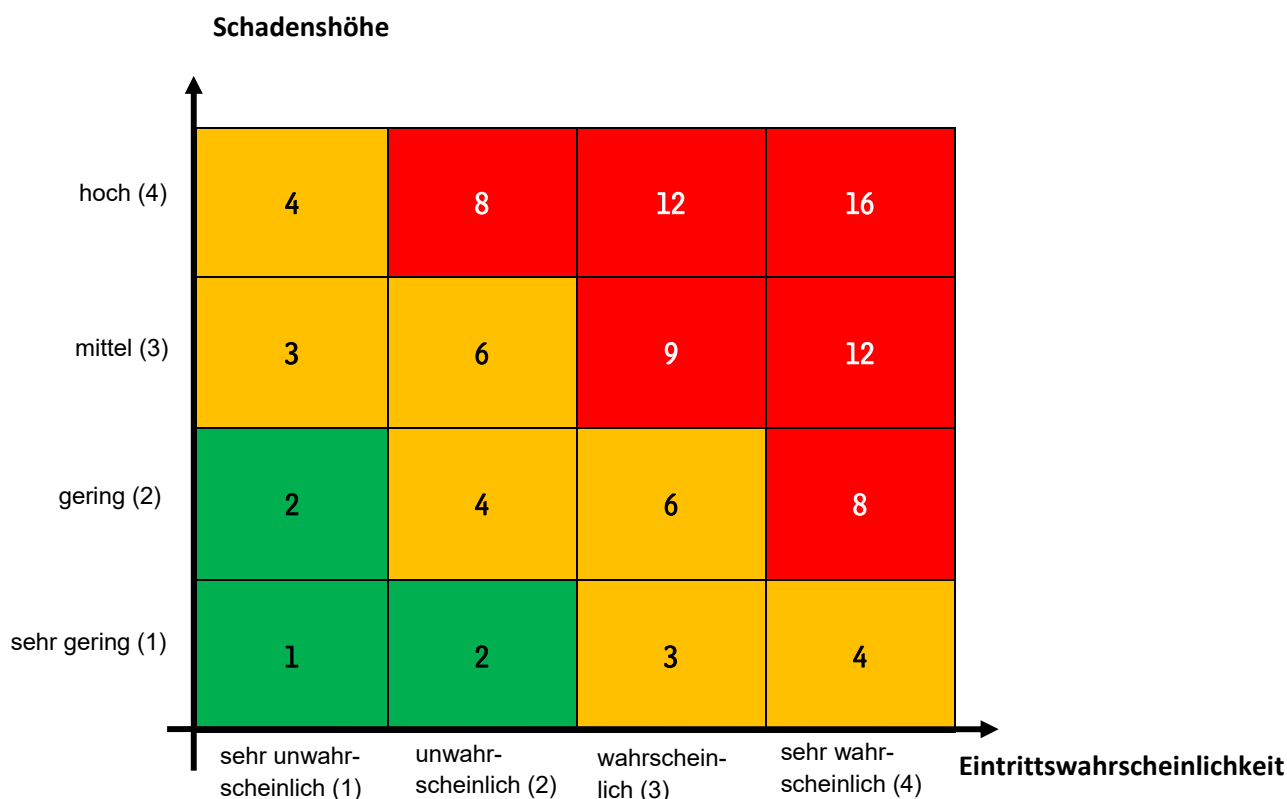 Schadenshöhe
hoch (4)
4
8
12
16
mittel (3)
3
6
9
12
gering (2)
2
4
6
8
sehr gering (1)
1
2
3
4
sehr unwahr-
scheinlich (1)
unwahr-
scheinlich (2)
wahrschein-
lich (3)
sehr wahr-
scheinlich (4)
Eintrittswahrscheinlichkeit